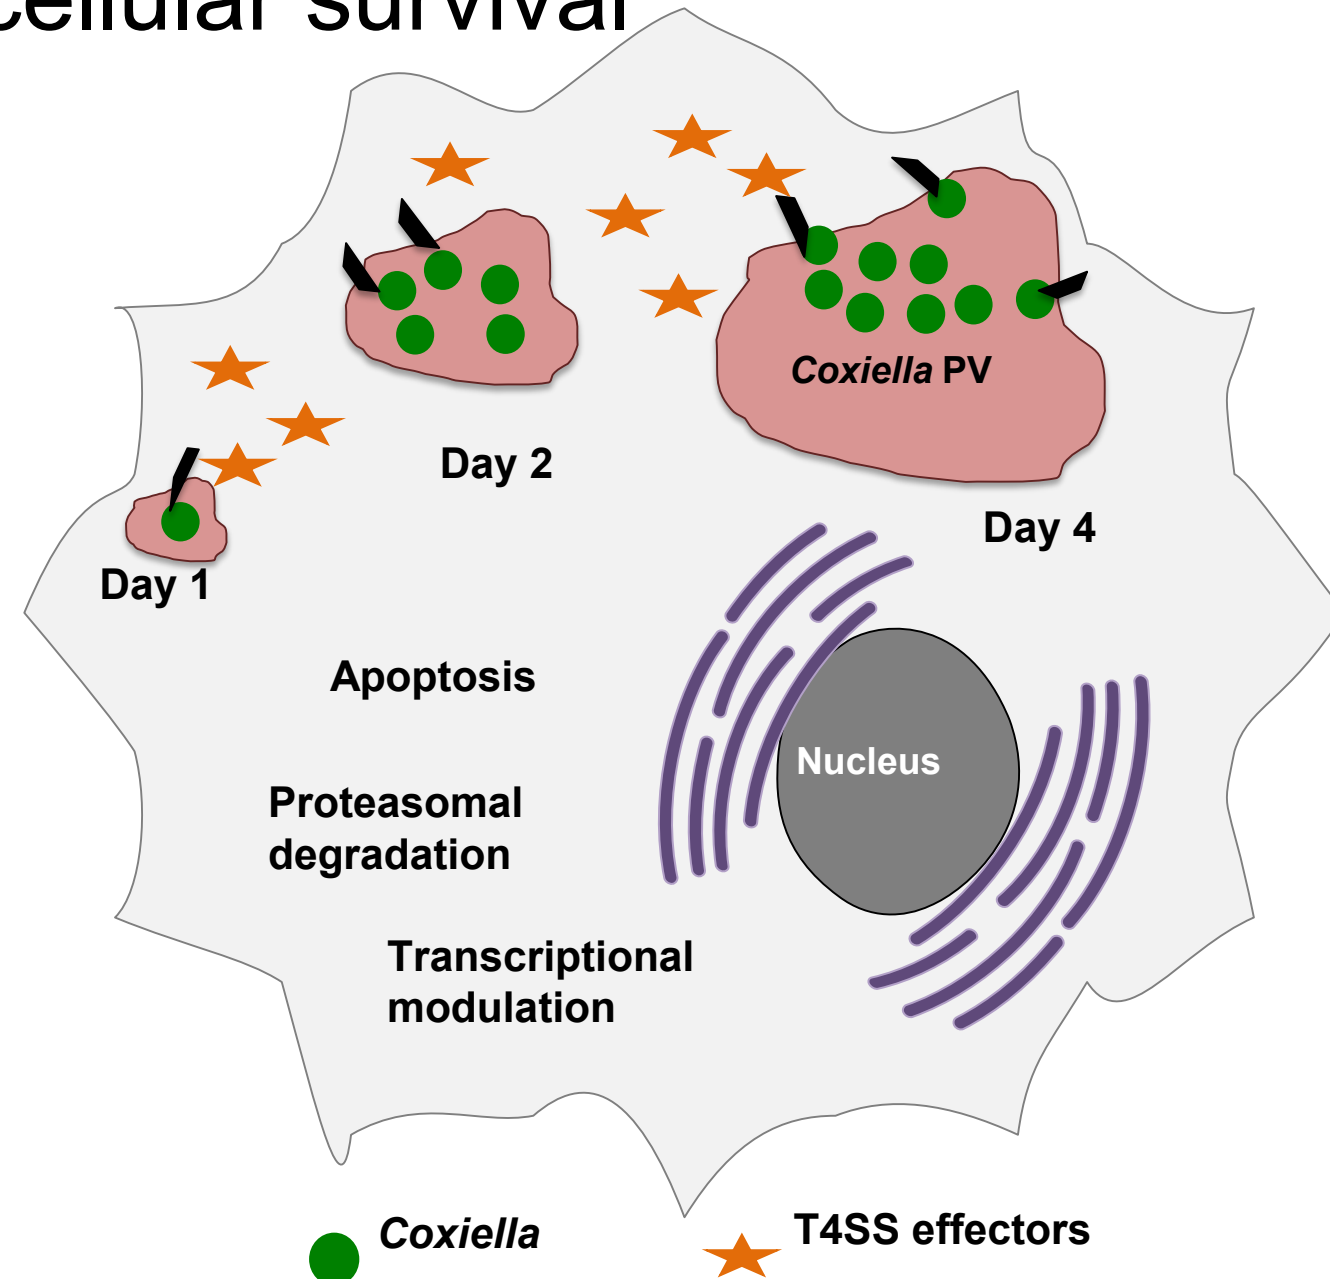 cellular survival
Coxiella PV
Day 2
Day 4
Day 1
Apoptosis
Nucleus
Proteasomal
degradation
Transcriptional
modulation
Coxiella
T4SS effectors